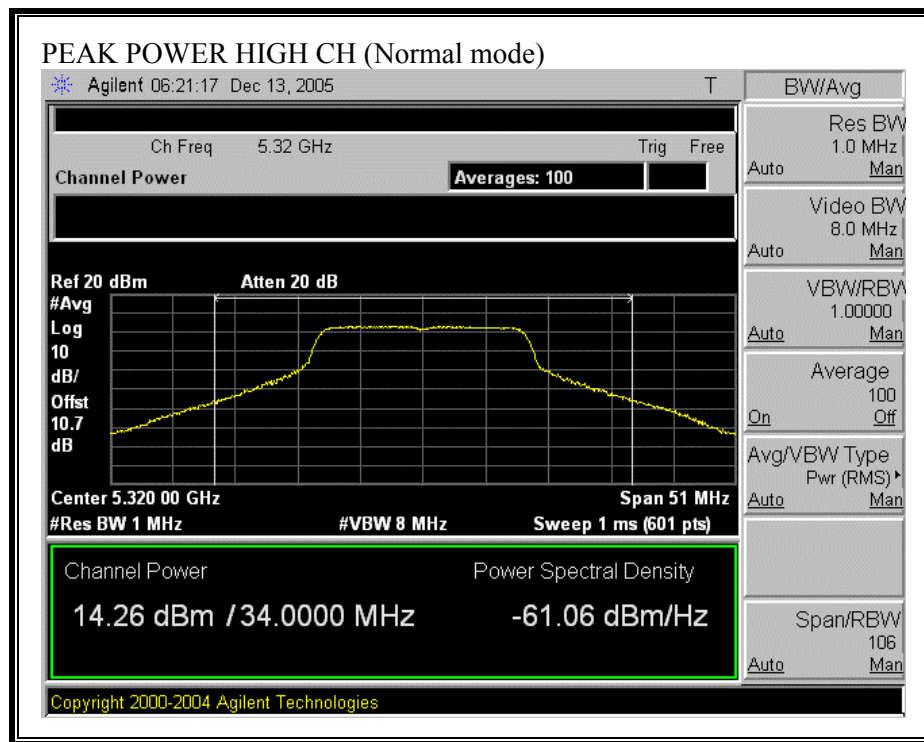 PEAK POWER HIGH CH (Normal mode)
Agilent 06:21:17 Dec 13, 2005 T
BW/Avg
Ch Freq 5.32 GHz Trig Free
Channel Power Averages: 100
Res BW
1.0 MHz
Auto Man
Video BW
8.0 MHz
Auto Man
VBW/RBW
1.00000
Auto Man
Average
100
On Off
Avg/VBW Type
Pwr (RMS)
Auto Man
Span/RBW
106
Auto Man
Ref 20 dBm Atten 20 dB
#Avg
Log
10
dB/
Offst
10.7
dB
Center 5.320 00 GHz Span 51 MHz
#Res BW 1 MHz #VBW 8 MHz Sweep 1 ms (601 pts)
Channel Power Power Spectral Density
14.26 dBm / 34.0000 MHz -61.06 dBm/Hz
Copyright 2000-2004 Agilent Technologies